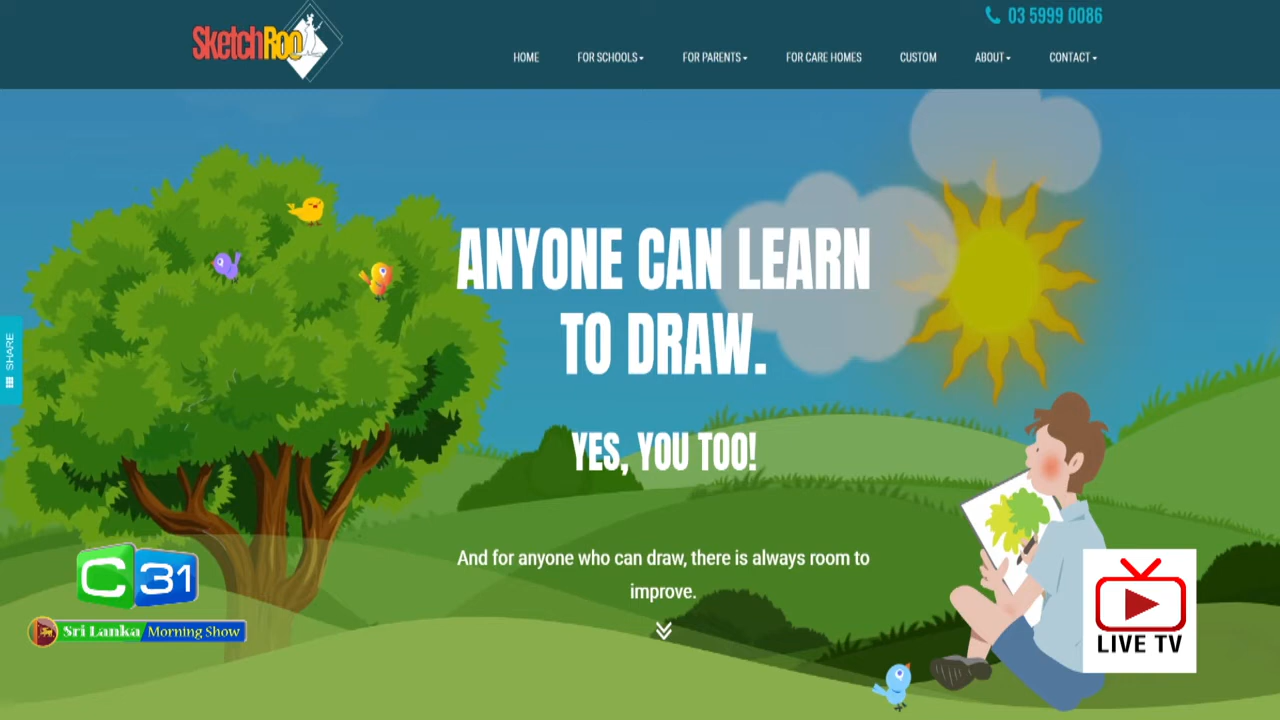 SketchRoo
03 5999 0086
HOME FOR SCHOOLS FOR PARENTS FOR CARE HOMES CUSTOM ABOUT CONTACT
ANYONE CAN LEARN
TO DRAW.
YES, YOU TOO!
And for anyone who can draw, there is always room to
improve.
SHARE
C 31
Sri Lanka Morning Show
LIVE TV